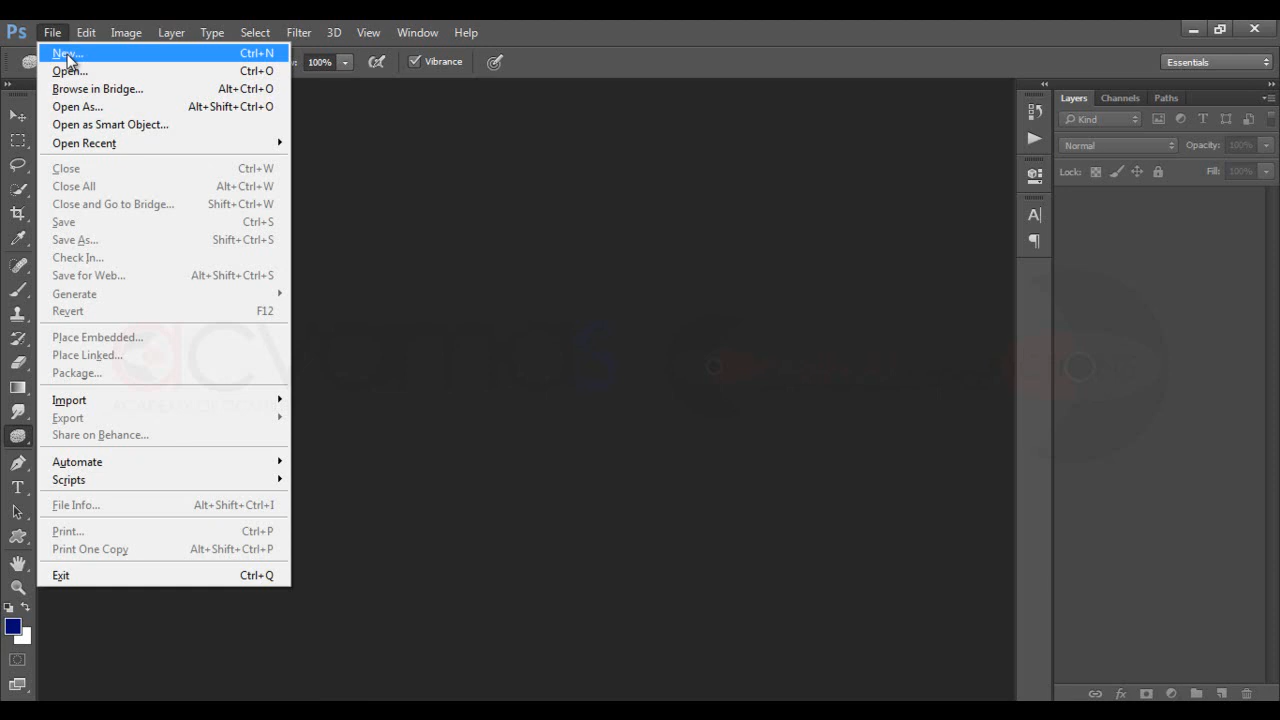 Ps File Edit Image Layer Type Select Filter 3D View Window Help
100% Vibrance Essentials
New... Ctrl+N
Open... Ctrl+O
Browse in Bridge... Alt+Ctrl+O
Open As... Alt+Shift+Ctrl+O
Open as Smart Object...
Open Recent
Close Ctrl+W
Close All Alt+Ctrl+W
Close and Go to Bridge... Shift+Ctrl+W
Save Ctrl+S
Save As... Shift+Ctrl+S
Check In...
Save for Web... Alt+Shift+Ctrl+S
Generate
Revert F12
Place Embedded...
Place Linked...
Package...
Import
Export
Share on Behance...
Automate
Scripts
File Info... Alt+Shift+Ctrl+I
Print... Ctrl+P
Print One Copy Alt+Shift+Ctrl+P
Exit Ctrl+Q
Layers Channels Paths
Kind
Normal Opacity: 100%
Lock: Fill: 100%